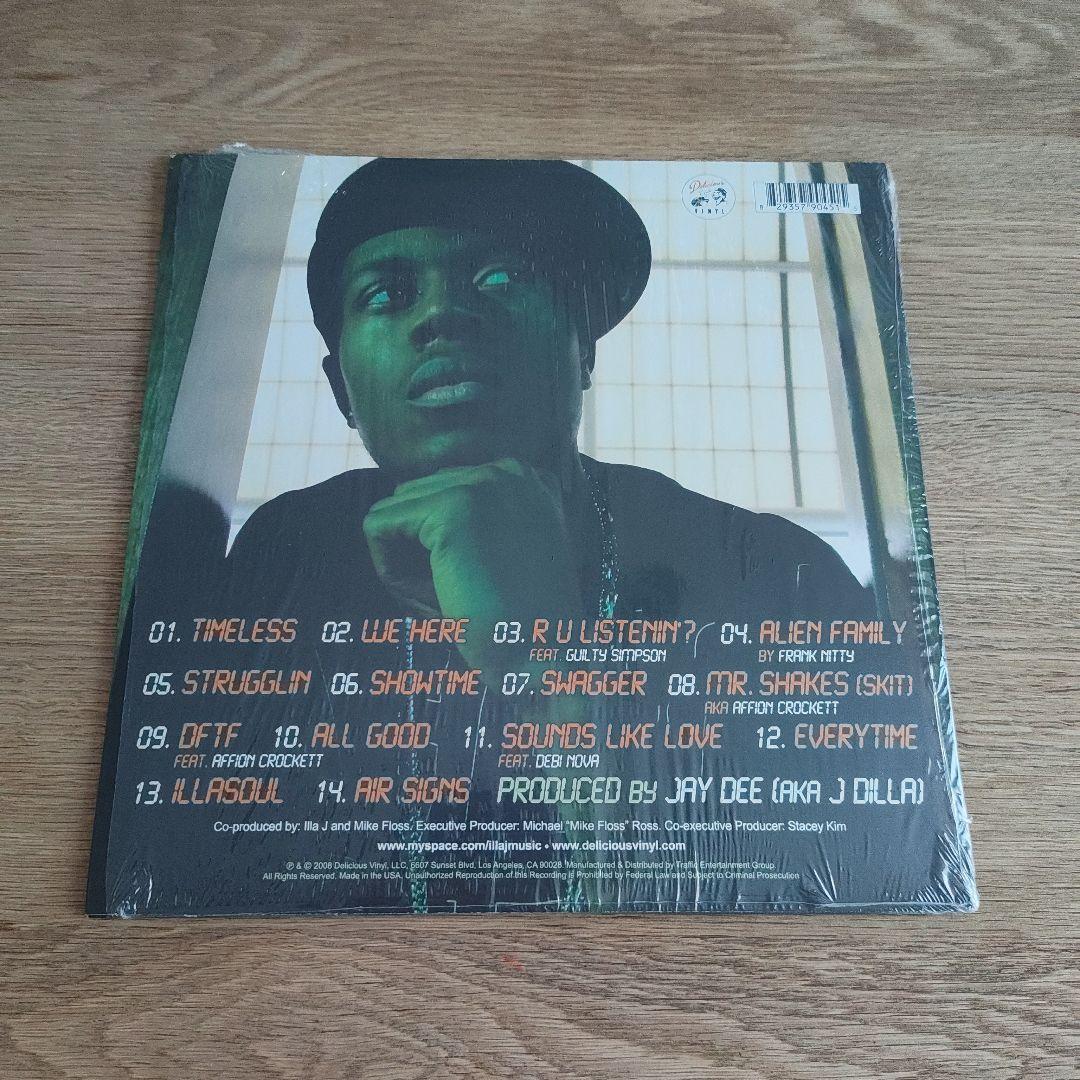 Delicious
VINYL
29357 90451
01. TIMELESS 02. WE HERE 03. R U LISTENIN'? 04. ALIEN FAMILY
FEAT. GUILTY SIMPSON BY FRANK NITTY
05. STRUGGLIN 06. SHOWTIME 07. SWAGGER 08. MR. SHAKES (SKIT)
AKA AFFION CROCKETT
09. DFTF 10. ALL GOOD 11. SOUNDS LIKE LOVE 12. EVERYTIME
FEAT. AFFION CROCKETT FEAT. DEBI NOVA
13. ILLASOUL 14. AIR SIGNS PRODUCED BY JAY DEE (AKA J DILLA)
Co-produced by: Illa J and Mike Floss. Executive Producer: Michael "Mike Floss" Ross. Co-executive Producer: Stacey Kim
www.myspace.com/illajmusic • www.deliciousvinyl.com
℗ & © 2008 Delicious Vinyl, LLC, 6607 Sunset Blvd, Los Angeles, CA 90028. Manufactured & Distributed by Traffic Entertainment Group.
All Rights Reserved. Made in the USA. Unauthorized Reproduction of this Recording is Prohibited by Federal Law and Subject to Criminal Prosecution